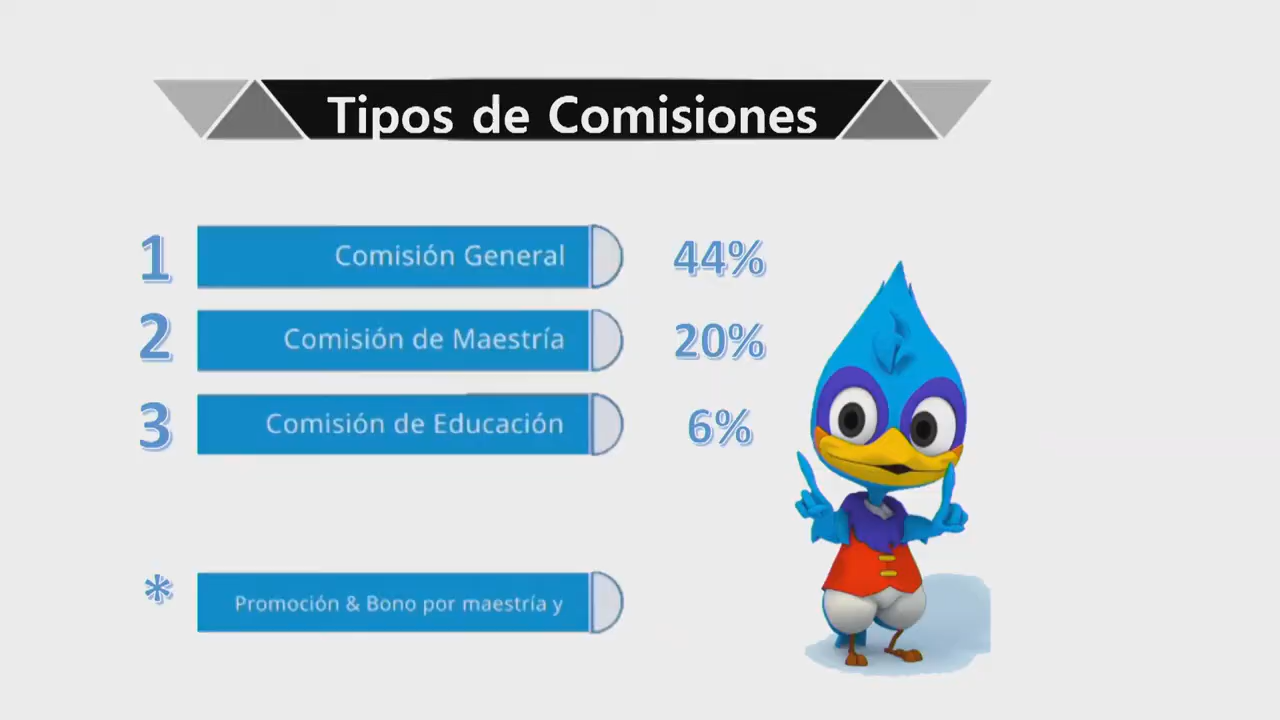 Tipos de Comisiones
1 Comisión General 44%
2 Comisión de Maestría 20%
3 Comisión de Educación 6%
* Promoción & Bono por maestría y